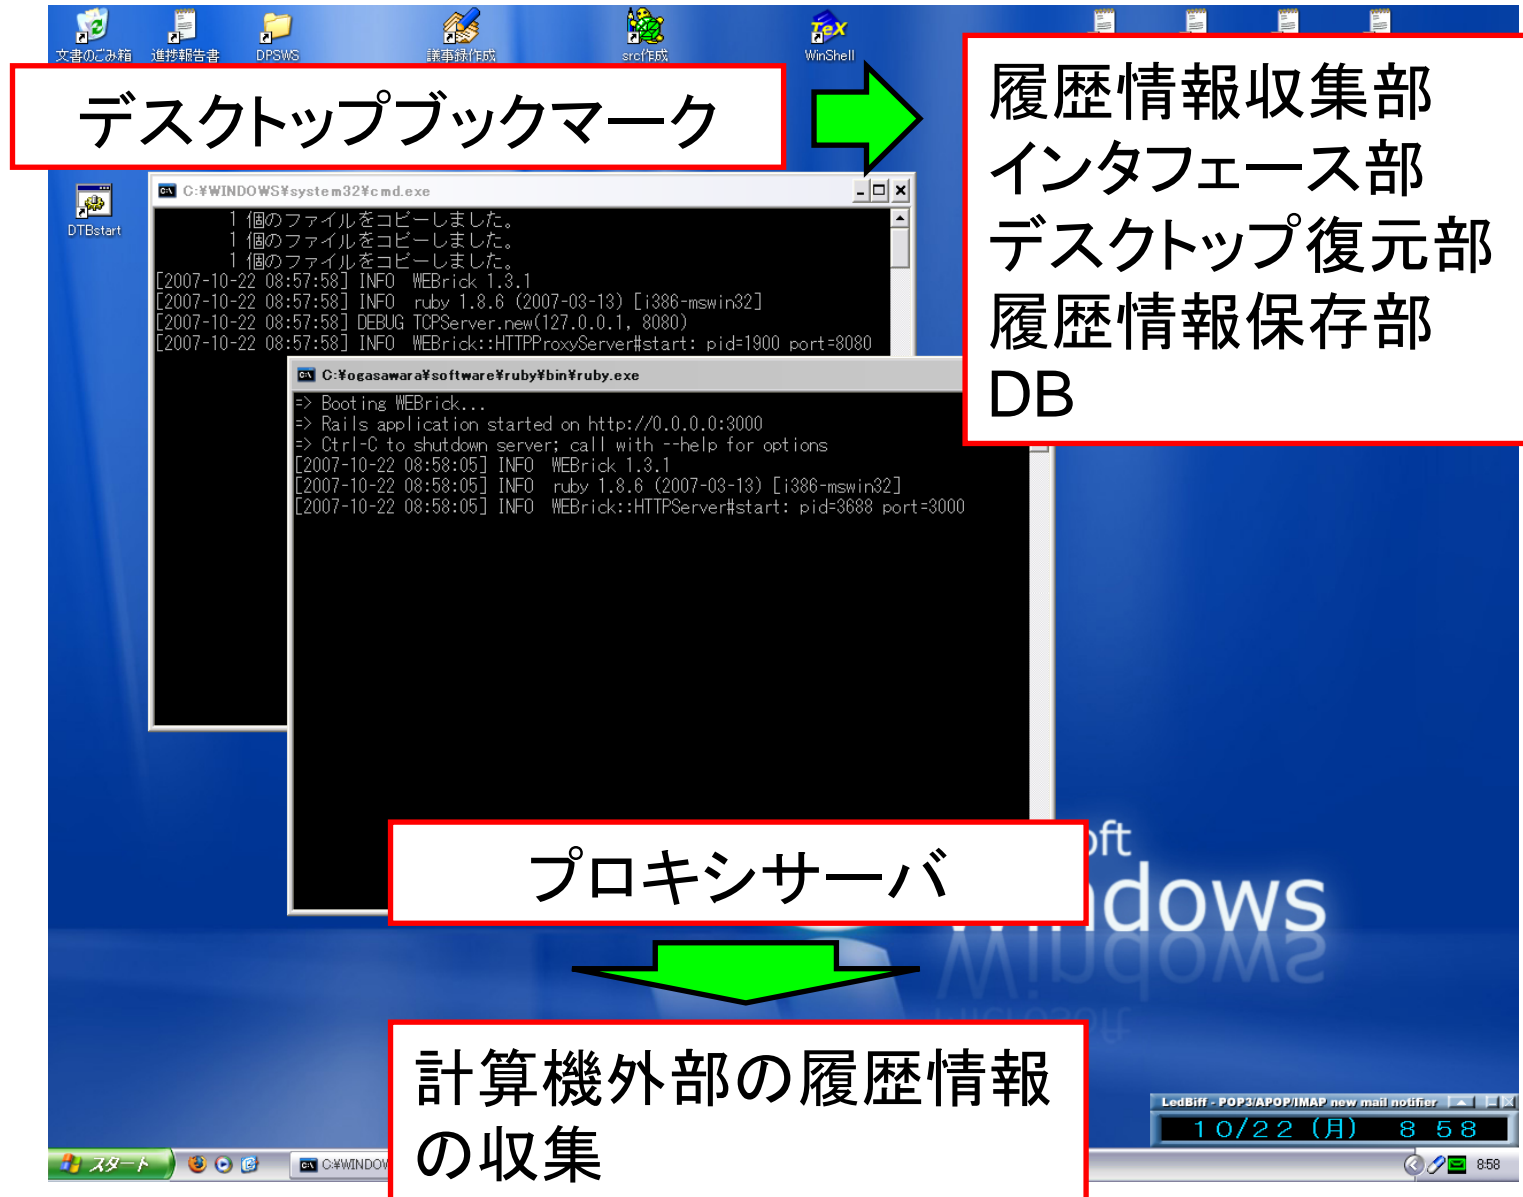 文書のごみ箱 進捗報告書 DPSWS 議事録作成 src作成 WinShell
デスクトップブックマーク
履歴情報収集部
インタフェース部
デスクトップ復元部
履歴情報保存部
DB
DTBstart
C:¥WINDOWS¥system32¥cmd.exe
1 個のファイルをコピーしました。
1 個のファイルをコピーしました。
1 個のファイルをコピーしました。
[2007-10-22 08:57:58] INFO  WEBrick 1.3.1
[2007-10-22 08:57:58] INFO  ruby 1.8.6 (2007-03-13) [i386-mswin32]
[2007-10-22 08:57:58] DEBUG TCPServer.new(127.0.0.1, 8080)
[2007-10-22 08:57:58] INFO  WEBrick::HTTPProxyServer#start: pid=1900 port=8080
C:¥ogasawara¥software¥ruby¥bin¥ruby.exe
=> Booting WEBrick...
=> Rails application started on http://0.0.0.0:3000
=> Ctrl-C to shutdown server; call with --help for options
[2007-10-22 08:58:05] INFO  WEBrick 1.3.1
[2007-10-22 08:58:05] INFO  ruby 1.8.6 (2007-03-13) [i386-mswin32]
[2007-10-22 08:58:05] INFO  WEBrick::HTTPServer#start: pid=3688 port=3000
プロキシサーバ
oft
ndows
計算機外部の履歴情報
の収集
LedBiff - POP3/APOP/IMAP new mail notifier
10/22 (月) 8 58
スタート C:¥WINDOW 8:58